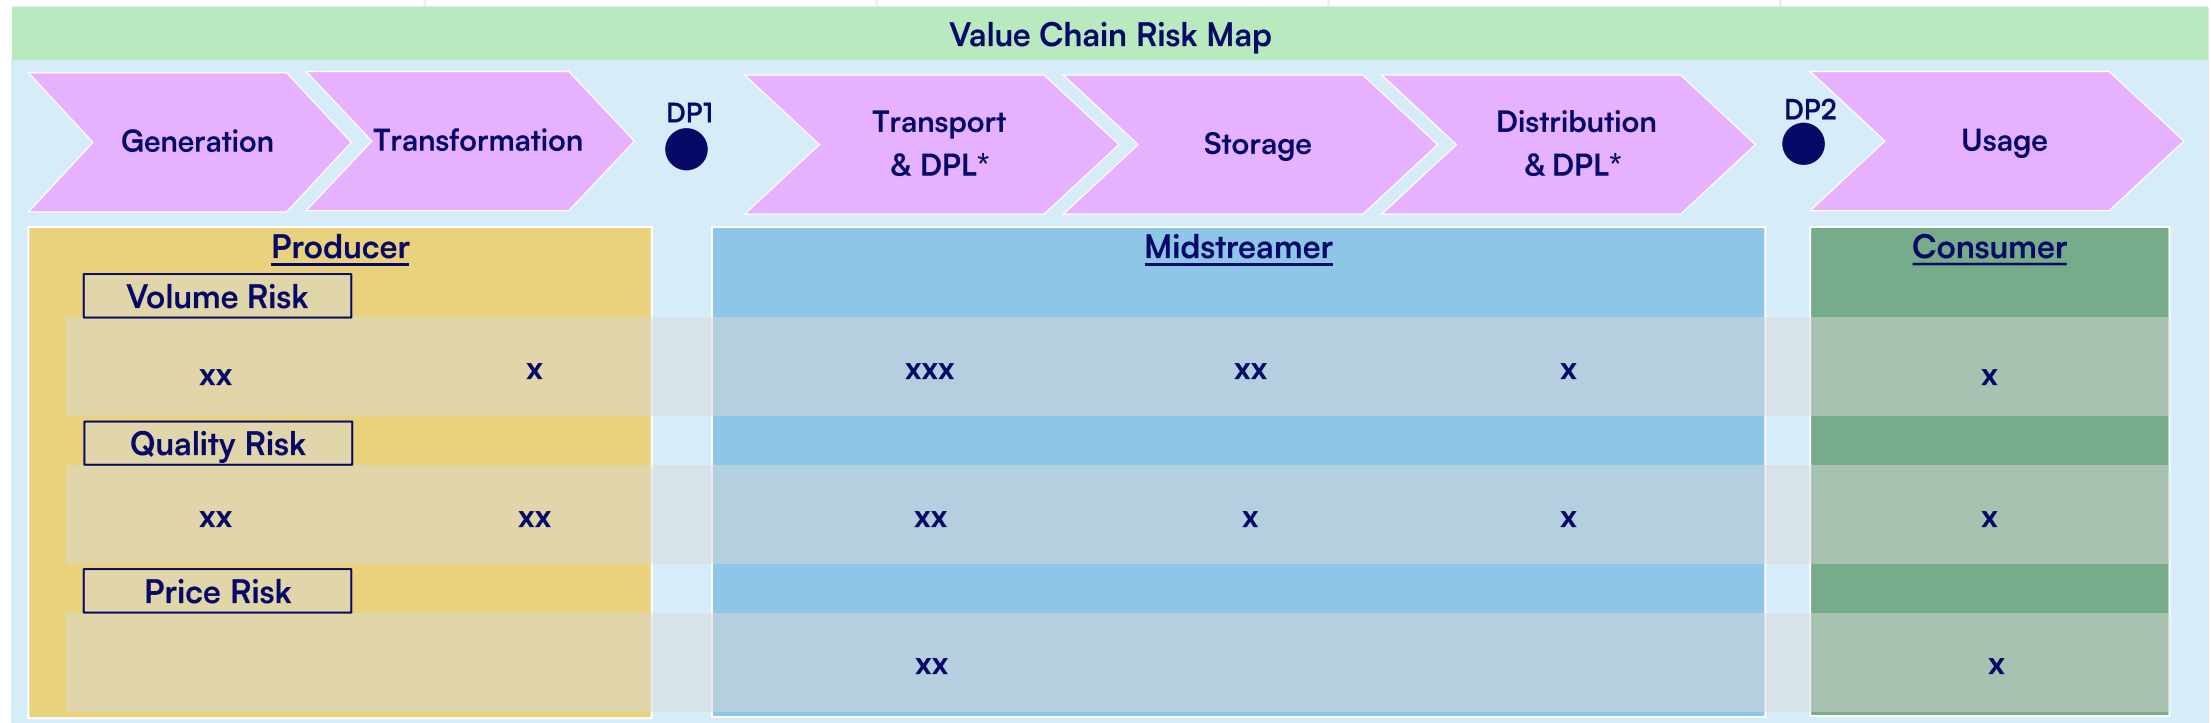 Value Chain Risk Map
Generation
Transformation
DP1
Transport
& DPL*
Storage
Distribution
& DPL*
DP2
Usage
Producer
Midstreamer
Consumer
Volume Risk
xx x xxx xx x x
Quality Risk
xx xx xx x x x
Price Risk
xx x